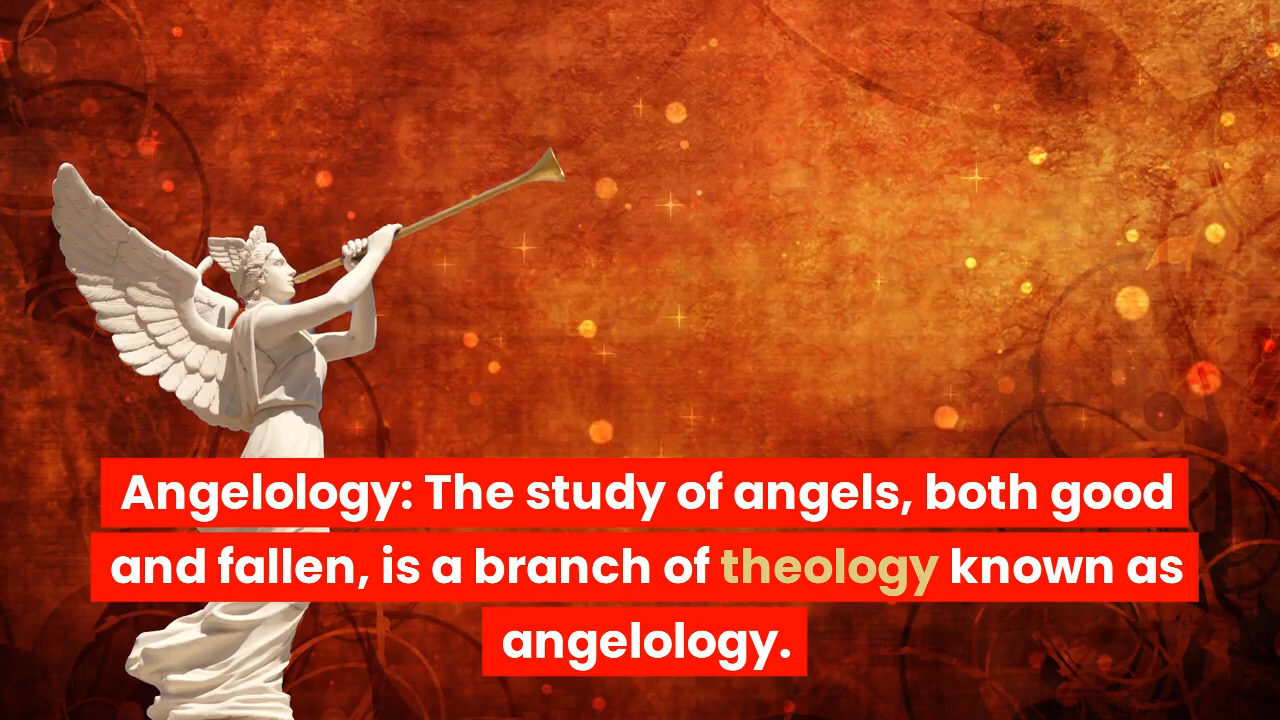 Angelology: The study of angels, both good
and fallen, is a branch of theology known as
angelology.